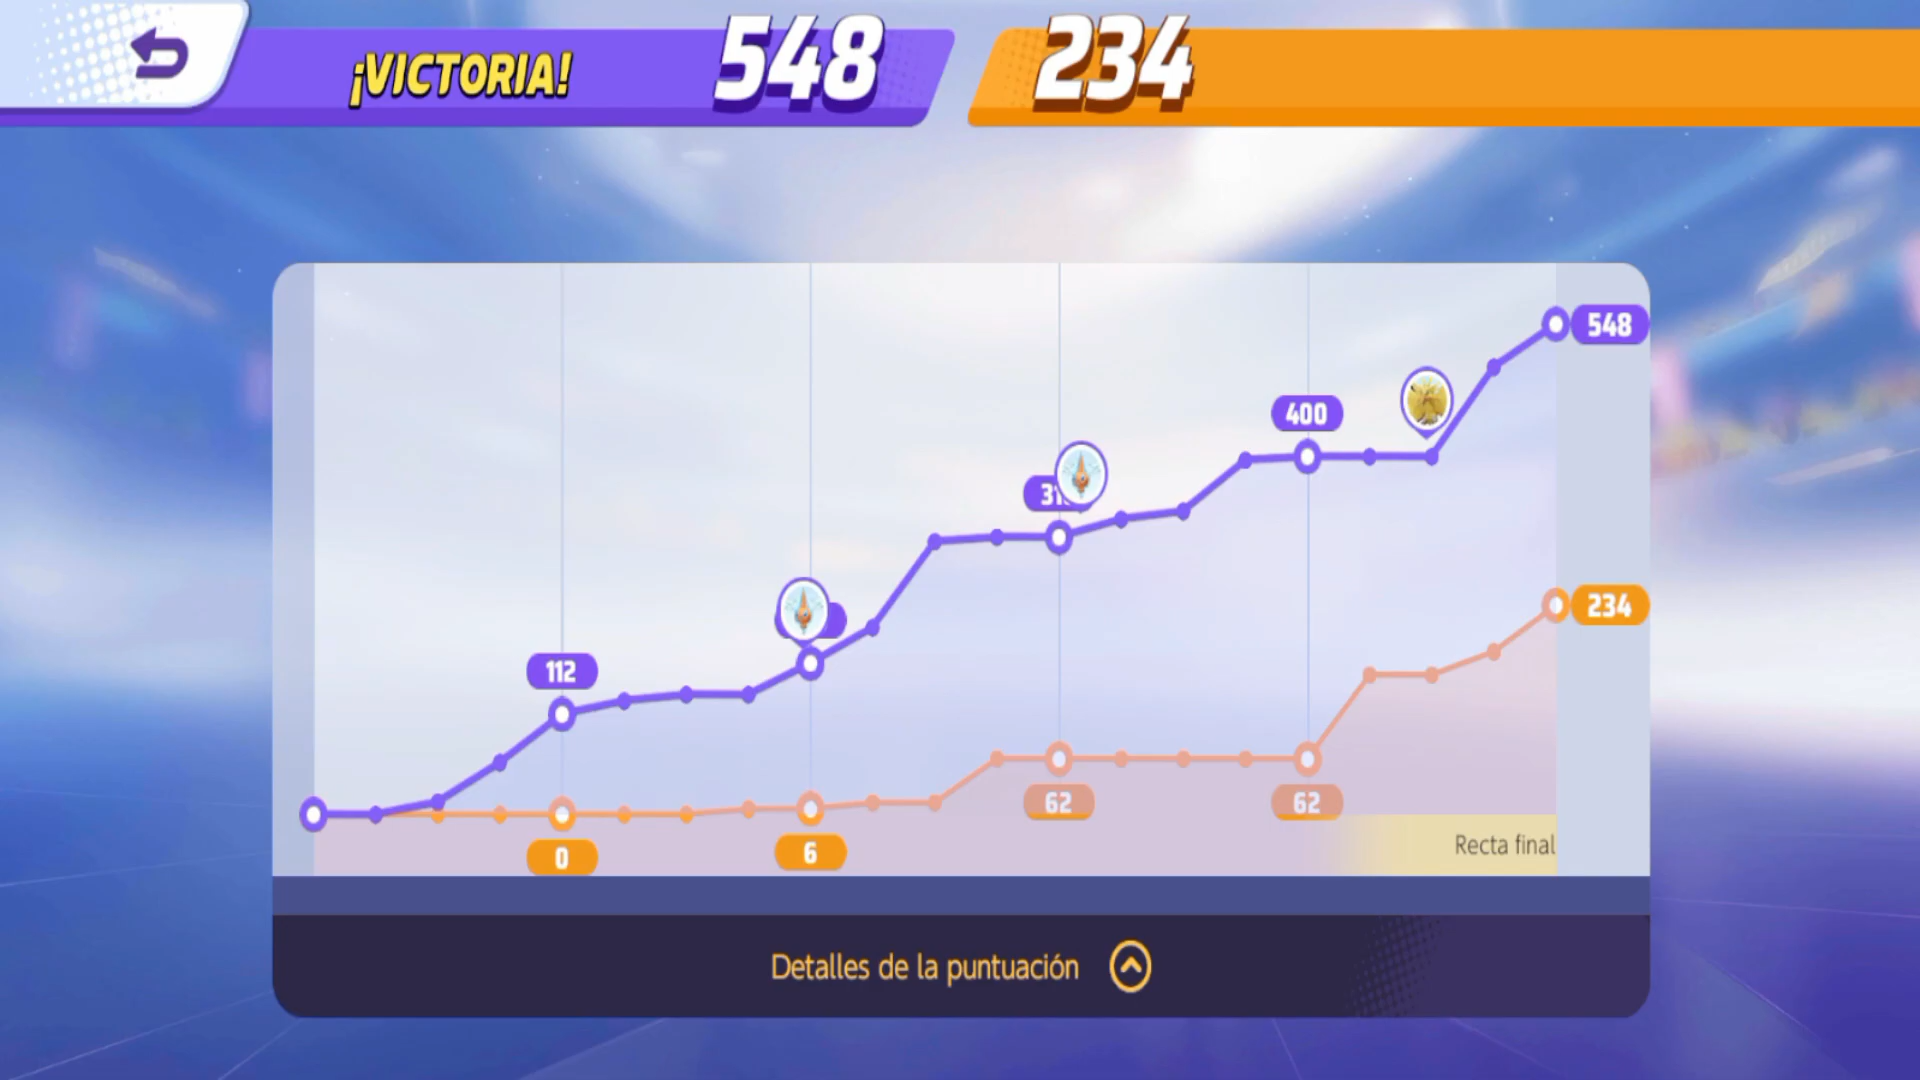 ¡VICTORIA! 548 234
548
400
234
112
62
62
0
6
Recta final
Detalles de la puntuación